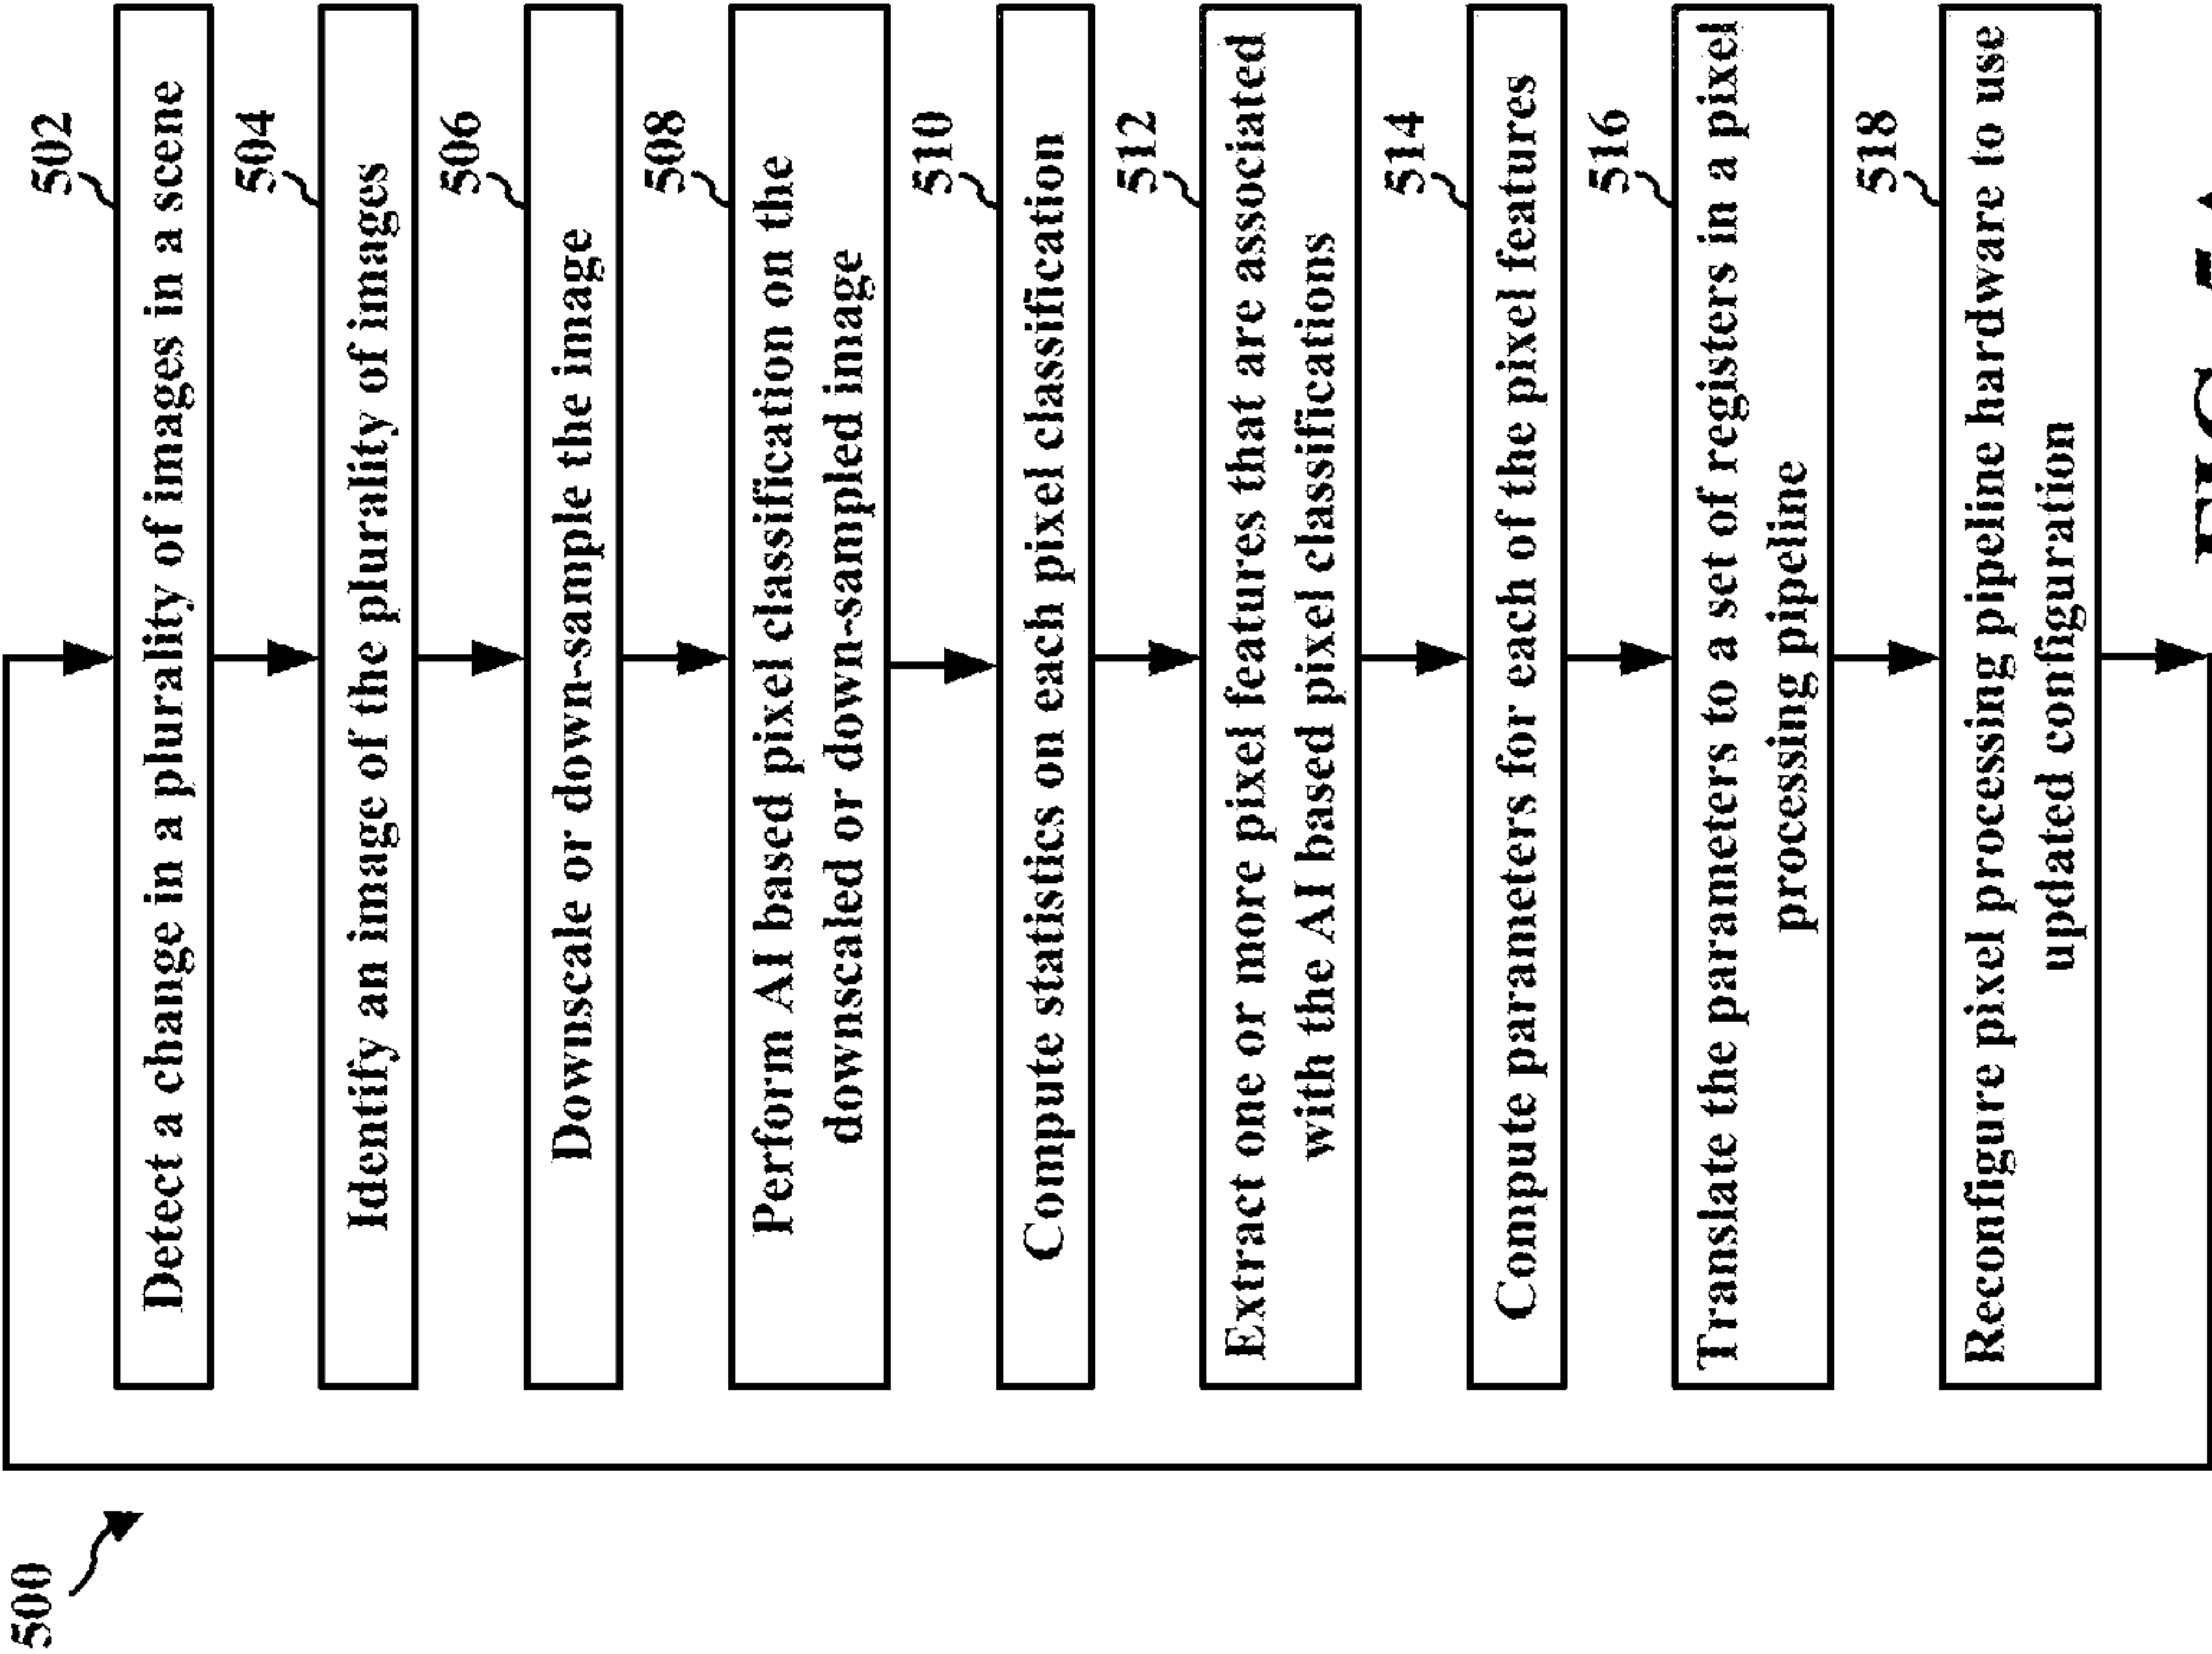 500
502
Detect a change in a plurality of images in a scene
504
Identify an image of the plurality of images
506
Downscale or down-sample the image
508
Perform AI based pixel classification on the
downscaled or down-sampled image
510
Compute statistics on each pixel classification
512
Extract one or more pixel features that are associated
with the AI based pixel classifications
514
Compute parameters for each of the pixel features
516
Translate the parameters to a set of registers in a pixel
processing pipeline
518
Reconfigure pixel processing pipeline hardware to use
updated configuration